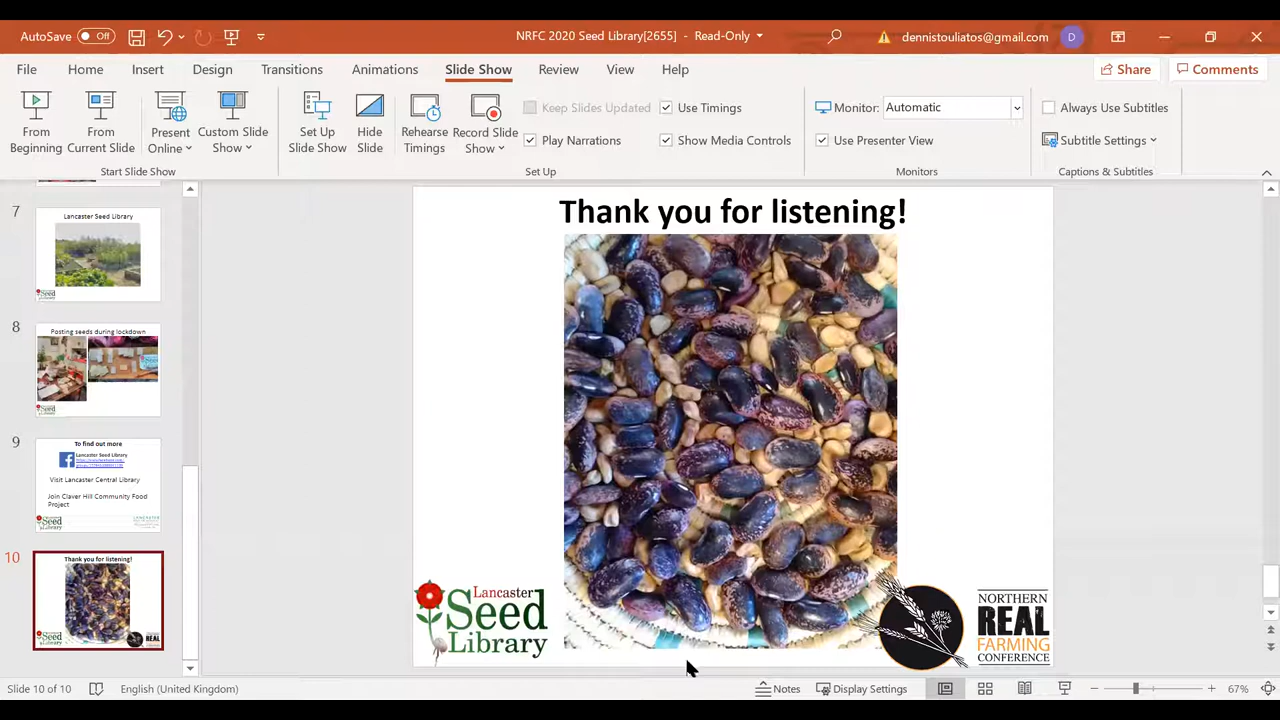 AutoSave Off NRFC 2020 Seed Library[2655] - Read-Only dennistouliatos@gmail.com D
File Home Insert Design Transitions Animations Slide Show Review View Help Share Comments
From Beginning
From Current Slide
Present Online
Custom Slide Show
Start Slide Show
Set Up Slide Show
Hide Slide
Rehearse Timings
Record Slide Show
Keep Slides Updated
Play Narrations
Use Timings
Show Media Controls
Set Up
Monitor: Automatic
Use Presenter View
Monitors
Always Use Subtitles
Subtitle Settings
Captions & Subtitles
7
Lancaster Seed Library
8
Posting seeds during lockdown
9
To find out more
Lancaster Seed Library
Visit Lancaster Central Library
Join Claver Hill Community Food
Project
10
Thank you for listening!
Thank you for listening!
Lancaster
Seed
Library
NORTHERN
REAL
FARMING
CONFERENCE
Slide 10 of 10 English (United Kingdom) Notes Display Settings 67%